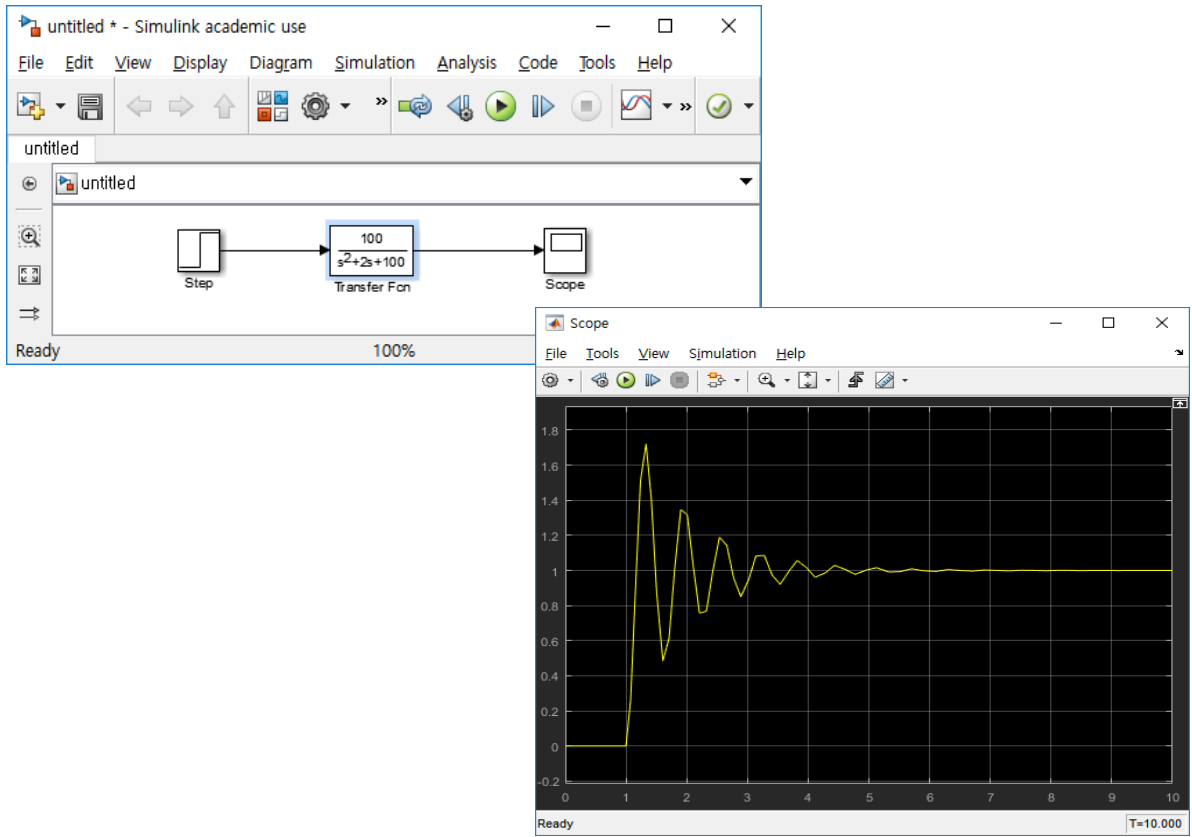 untitled * - Simulink academic use
File Edit View Display Diagram Simulation Analysis Code Tools Help
» »
untitled
untitled
100
s²+2s+100
Step
Transfer Fcn
Scope
Ready 100%
Scope
File Tools View Simulation Help
1.8
1.6
1.4
1.2
1
0.8
0.6
0.4
0.2
0
-0.2
0 1 2 3 4 5 6 7 8 9 10
Ready T=10.000